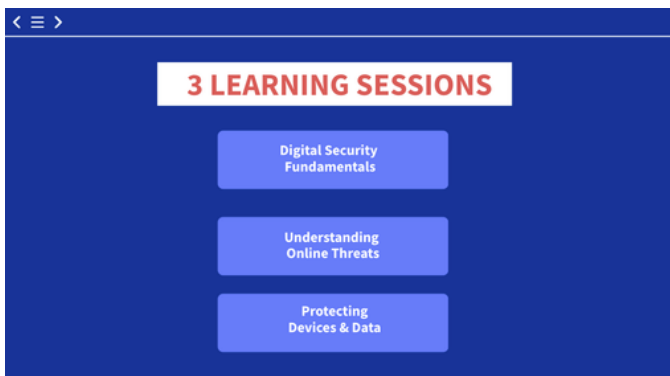 3 LEARNING SESSIONS
Digital Security
Fundamentals
Understanding
Online Threats
Protecting
Devices & Data